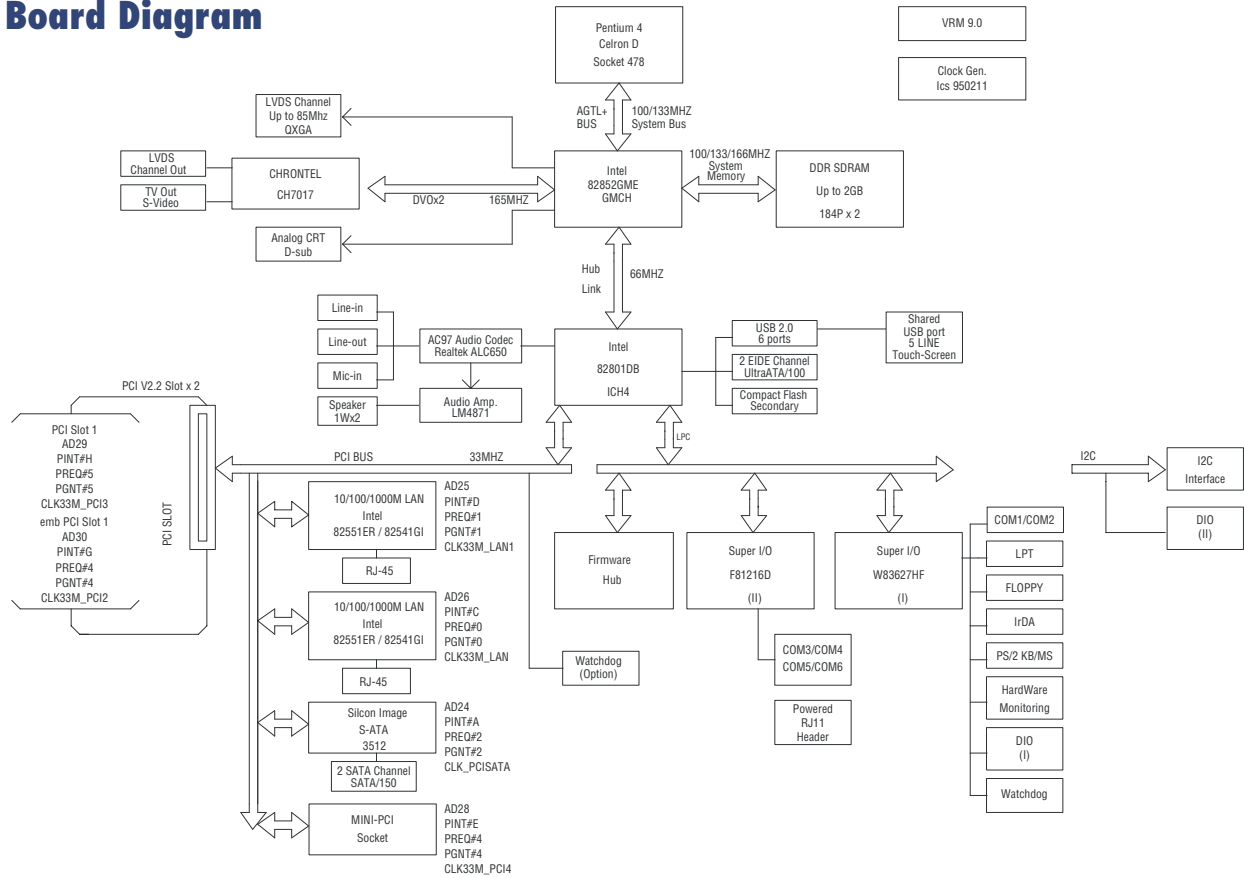 Board Diagram
Pentium 4
Celron D
Socket 478
VRM 9.0
Clock Gen.
Ics 950211
AGTL+
BUS
100/133MHZ
System Bus
LVDS Channel
Up to 85Mhz
QXGA
LVDS
Channel Out
TV Out
S-Video
CHRONTEL
CH7017
DVOx2
165MHZ
Intel
82852GME
GMCH
100/133/166MHZ
System
Memory
DDR SDRAM
Up to 2GB
184P x 2
Analog CRT
D-sub
Hub
Link
66MHZ
Line-in
Line-out
Mic-in
Speaker
1Wx2
AC97 Audio Codec
Realtek ALC650
Audio Amp.
LM4871
Intel
82801DB
ICH4
USB 2.0
6 ports
2 EIDE Channel
UltraATA/100
Compact Flash
Secondary
Shared
USB port
5 LINE
Touch-Screen
PCI V2.2 Slot x 2
PCI Slot 1
AD29
PINT#H
PREQ#5
PGNT#5
CLK33M_PCI3
emb PCI Slot 1
AD30
PINT#G
PREQ#4
PGNT#4
CLK33M_PCI2
PCI SLOT
PCI BUS
33MHZ
LPC
I2C
I2C
Interface
DIO
(II)
10/100/1000M LAN
Intel
82551ER / 82541GI
RJ-45
AD25
PINT#D
PREQ#1
PGNT#1
CLK33M_LAN1
10/100/1000M LAN
Intel
82551ER / 82541GI
RJ-45
AD26
PINT#C
PREQ#0
PGNT#0
CLK33M_LAN
Silcon Image
S-ATA
3512
2 SATA Channel
SATA/150
AD24
PINT#A
PREQ#2
PGNT#2
CLK_PCISATA
MINI-PCI
Socket
AD28
PINT#E
PREQ#4
PGNT#4
CLK33M_PCI4
Watchdog
(Option)
Firmware
Hub
Super I/O
F81216D
(II)
COM3/COM4
COM5/COM6
Powered
RJ11
Header
Super I/O
W83627HF
(I)
COM1/COM2
LPT
FLOPPY
IrDA
PS/2 KB/MS
HardWare
Monitoring
DIO
(I)
Watchdog